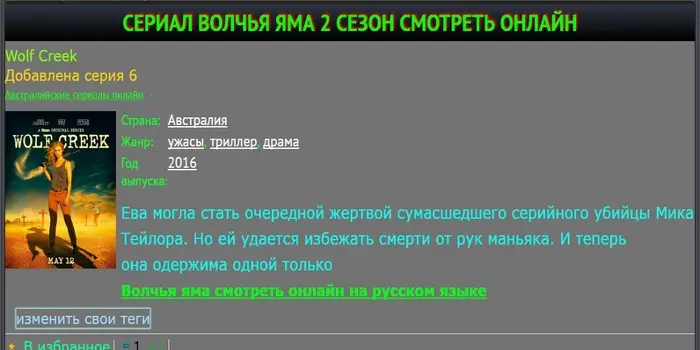 СЕРИАЛ ВОЛЧЬЯ ЯМА 2 СЕЗОН СМОТРЕТЬ ОНЛАЙН
Wolf Creek
Добавлена серия 6
Австралийские сериалы онлайн
WOLF CREEK
MAY 12
Страна: Австралия
Жанр: ужасы, триллер, драма
Год выпуска: 2016
Ева могла стать очередной жертвой сумасшедшего серийного убийцы Мика
Тейлора. Но ей удается избежать смерти от рук маньяка. И теперь
она одержима одной только
Волчья яма смотреть онлайн на русском языке
изменить свои теги
В избранное
1